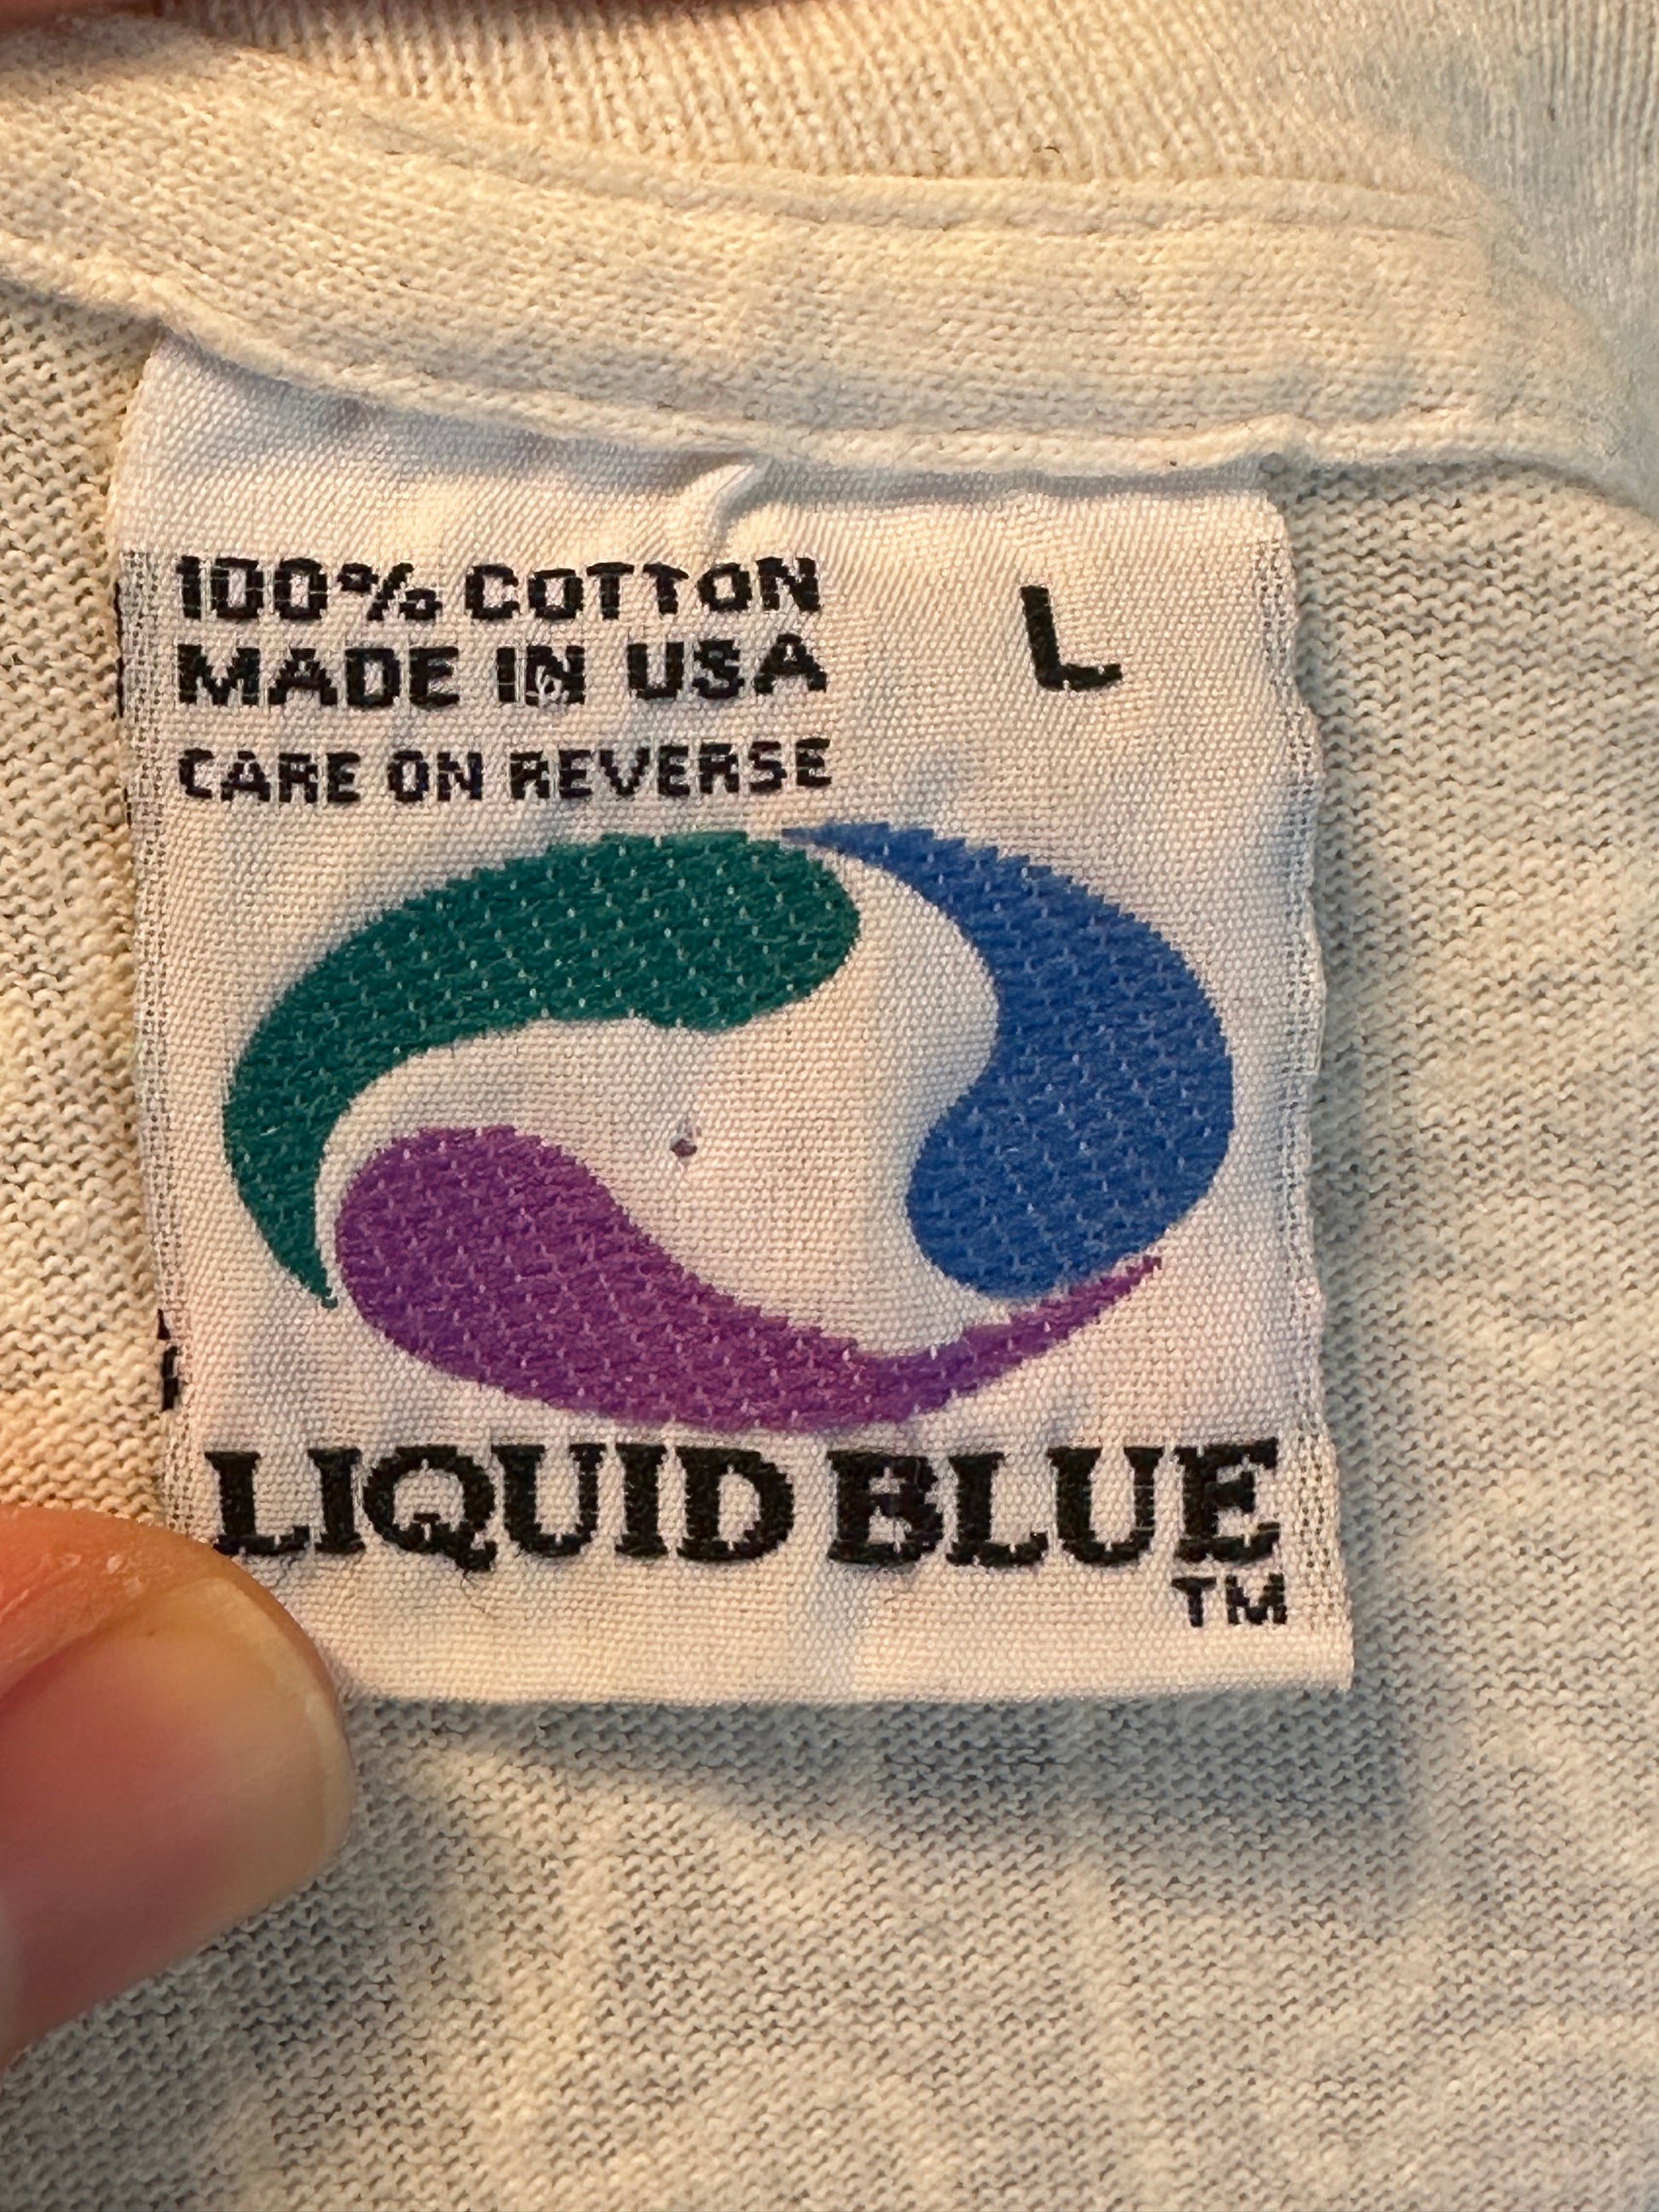 100% COTTON
MADE IN USA
L
CARE ON REVERSE
LIQUID BLUE
TM